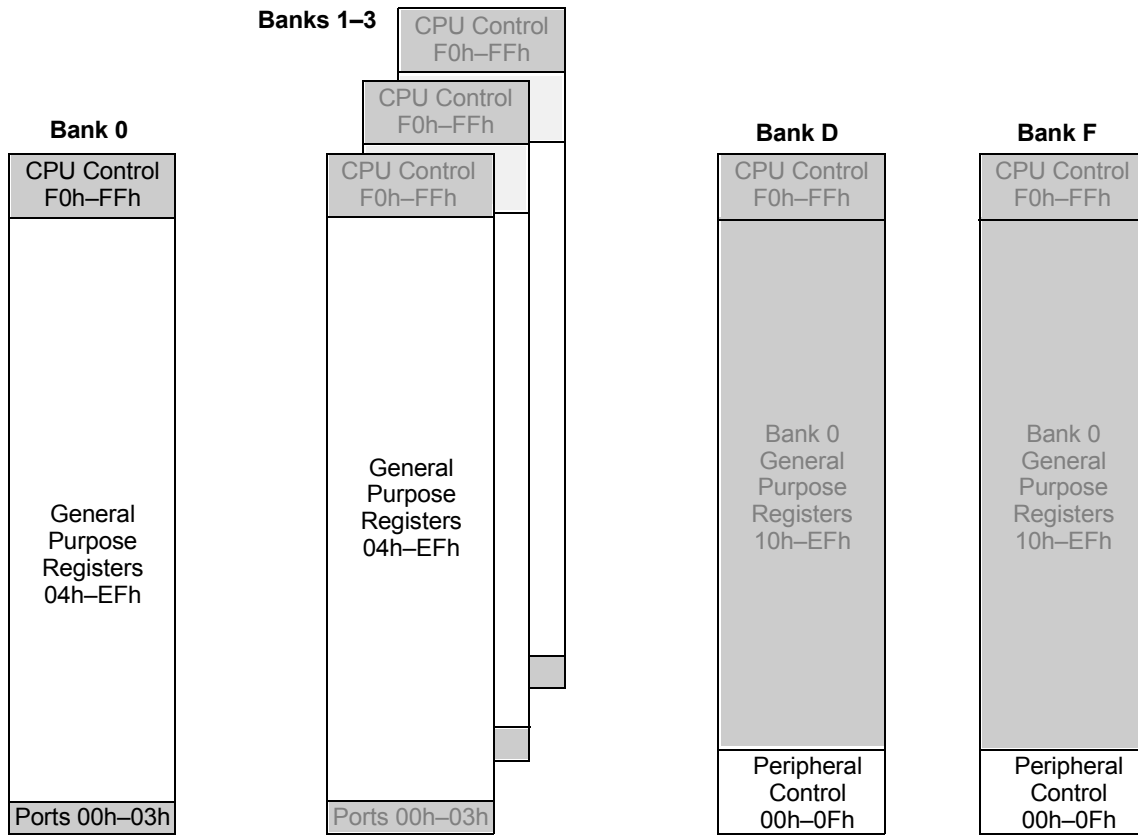 Banks 1–3
CPU Control
F0h–FFh
CPU Control
F0h–FFh
Bank 0
CPU Control
F0h–FFh
General
Purpose
Registers
04h–EFh
Ports 00h–03h
CPU Control
F0h–FFh
General
Purpose
Registers
04h–EFh
Ports 00h–03h
Bank D
CPU Control
F0h–FFh
Bank 0
General
Purpose
Registers
10h–EFh
Peripheral
Control
00h–0Fh
Bank F
CPU Control
F0h–FFh
Bank 0
General
Purpose
Registers
10h–EFh
Peripheral
Control
00h–0Fh